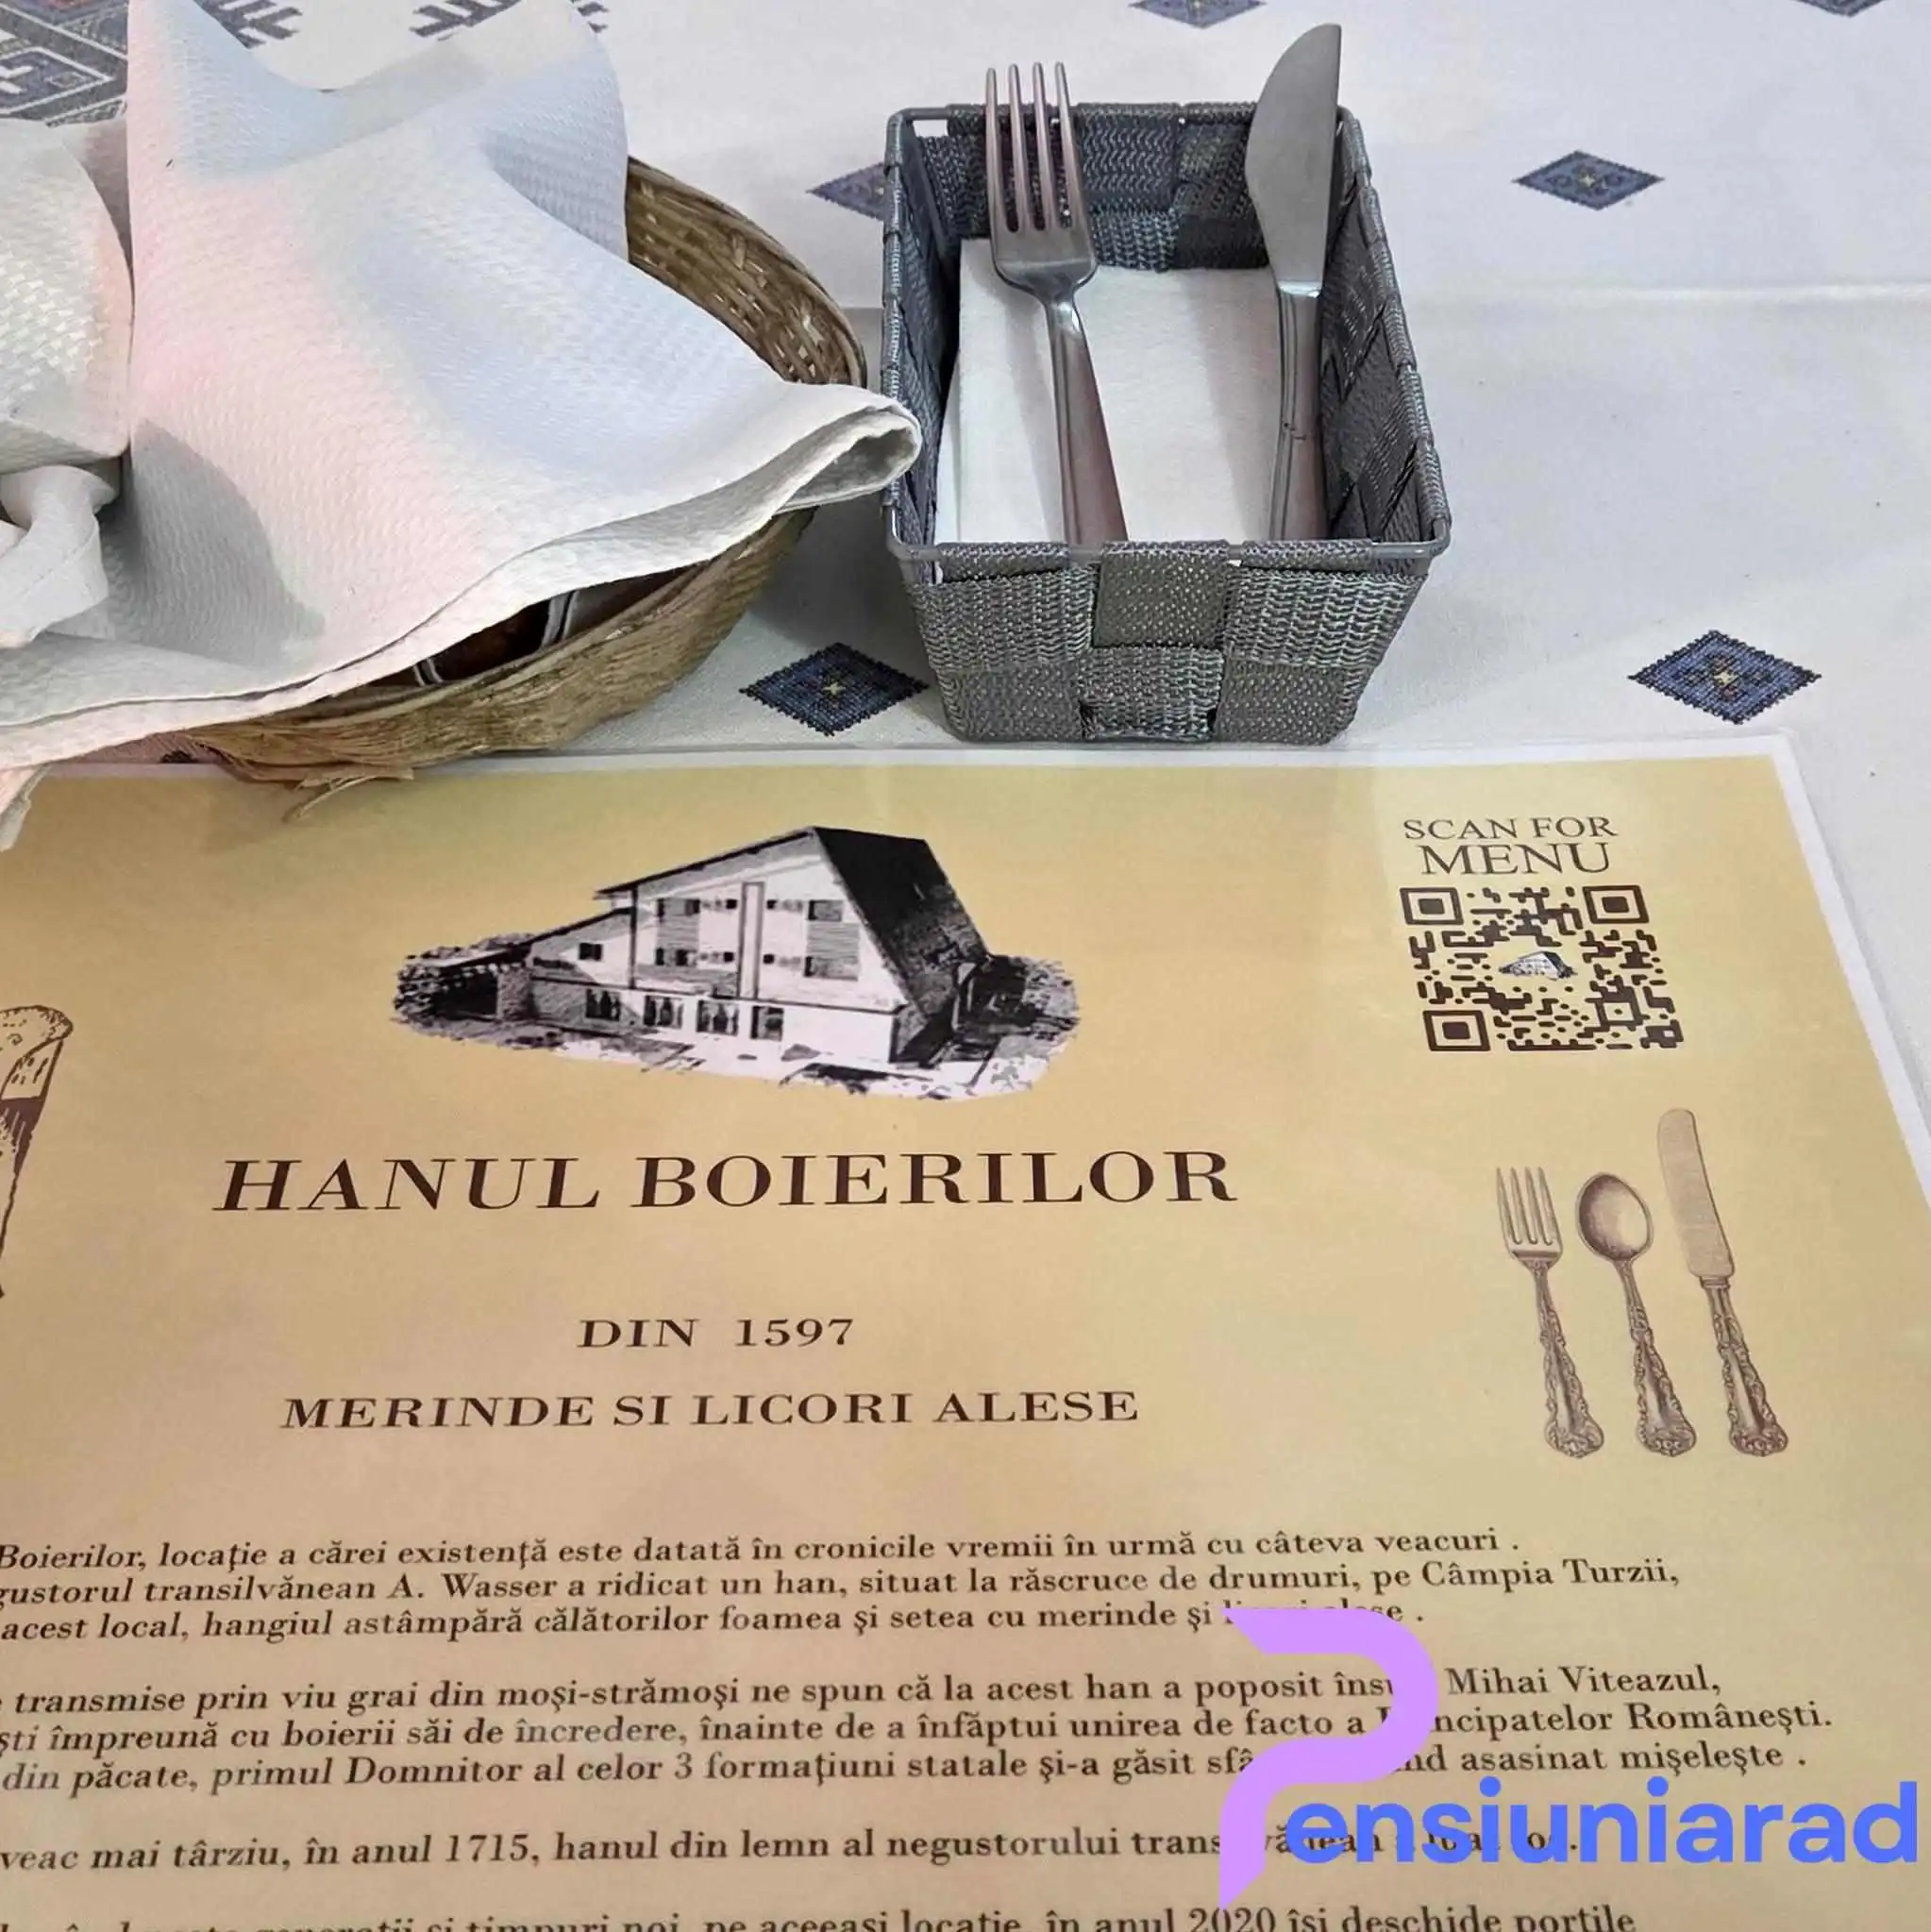 SCAN FOR
MENU
HANUL BOIERILOR
DIN 1597
MERINDE SI LICORI ALESE
Boierilor, locație a cărei existență este datată în cronicile vremii în urmă cu câteva veacuri .
transilvănean A. Wasser a ridicat un han, situat la răscruce de drumuri, pe Câmpia Turzii,
acest local, hangiul astâmpără călătorilor foamea și setea cu merinde și alese .
transmise prin viu grai din moși-strămoși ne spun că la acest han a poposit Mihai Viteazul,
împreună cu boierii săi de încredere, înainte de a înfăptui unirea de facto a Românești.
din păcate, primul Domnitor al celor 3 formațiuni statale și-a găsit asasinat mișelește .
veac mai târziu, în anul 1715, hanul din lemn al negustorului
și timpuri noi, pe aceeași locație, în anul 2020 își deschide porțile
Pensiuniarad